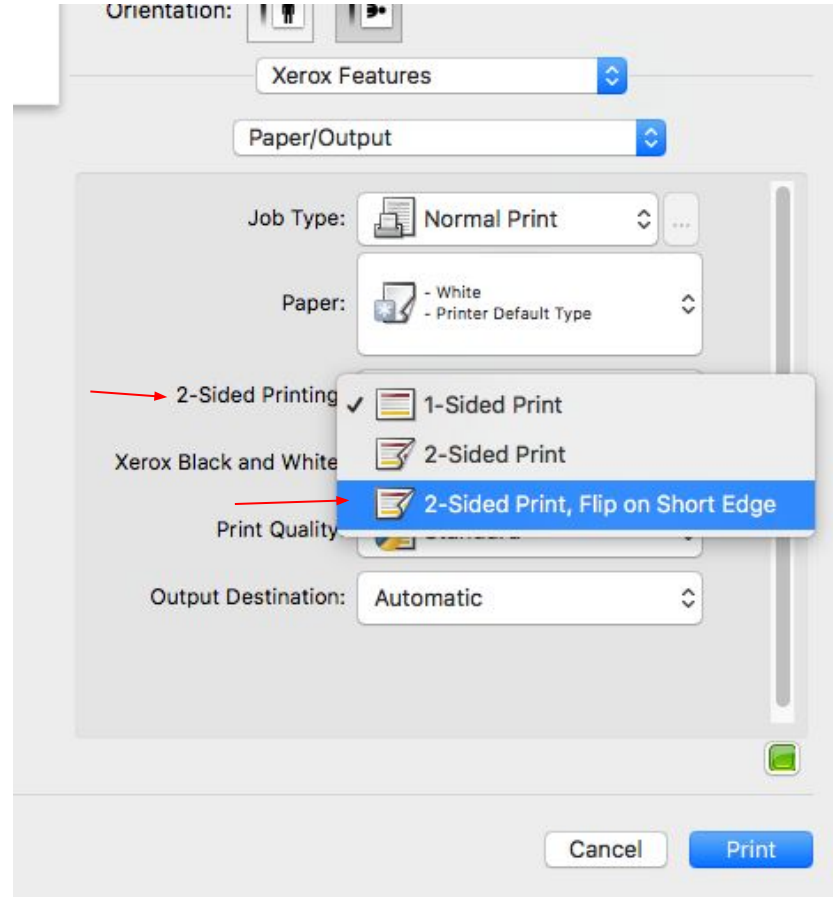 Orientation:
Xerox Features
Paper/Output
Job Type: Normal Print ...
Paper: - White
- Printer Default Type
2-Sided Printing
✓ 1-Sided Print
Xerox Black and White
2-Sided Print
2-Sided Print, Flip on Short Edge
Print Quality:
Output Destination: Automatic
Cancel Print